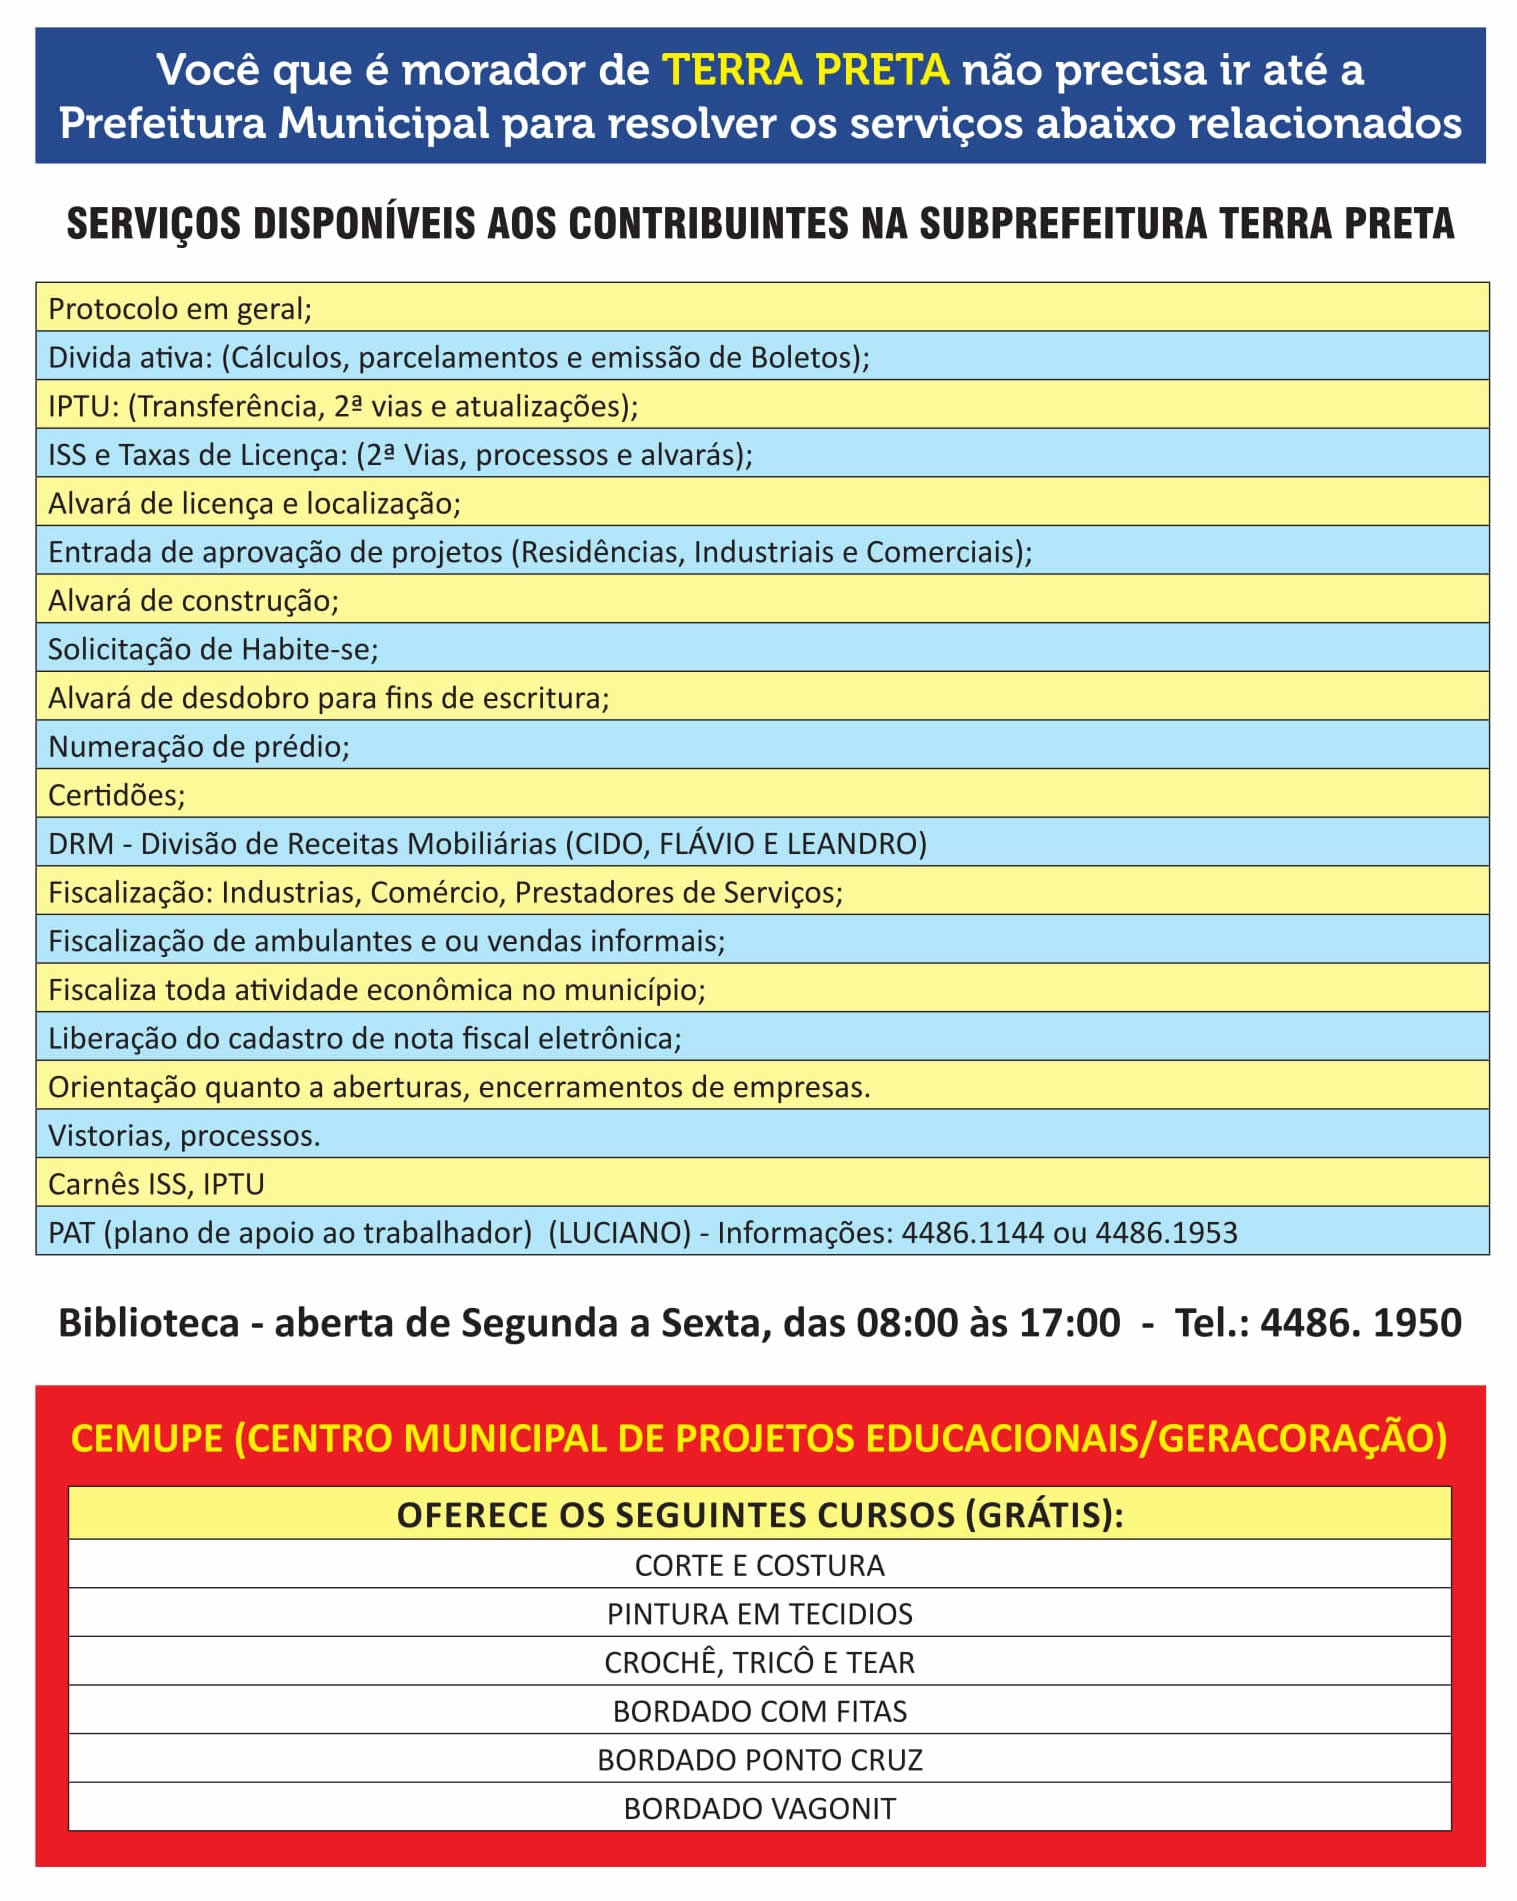 Você que é morador de TERRA PRETA não precisa ir até a
Prefeitura Municipal para resolver os serviços abaixo relacionados
SERVIÇOS DISPONÍVEIS AOS CONTRIBUINTES NA SUBPREFEITURA TERRA PRETA
Protocolo em geral;
Divida ativa: (Cálculos, parcelamentos e emissão de Boletos);
IPTU: (Transferência, 2ª vias e atualizações);
ISS e Taxas de Licença: (2ª Vias, processos e alvarás);
Alvará de licença e localização;
Entrada de aprovação de projetos (Residências, Industriais e Comerciais);
Alvará de construção;
Solicitação de Habite-se;
Alvará de desdobro para fins de escritura;
Numeração de prédio;
Certidões;
DRM - Divisão de Receitas Mobiliárias (CIDO, FLÁVIO E LEANDRO)
Fiscalização: Industrias, Comércio, Prestadores de Serviços;
Fiscalização de ambulantes e ou vendas informais;
Fiscaliza toda atividade econômica no município;
Liberação do cadastro de nota fiscal eletrônica;
Orientação quanto a aberturas, encerramentos de empresas.
Vistorias, processos.
Carnês ISS, IPTU
PAT (plano de apoio ao trabalhador)  (LUCIANO) - Informações: 4486.1144 ou 4486.1953
Biblioteca - aberta de Segunda a Sexta, das 08:00 às 17:00  -  Tel.: 4486. 1950
CEMUPE (CENTRO MUNICIPAL DE PROJETOS EDUCACIONAIS/GERACORAÇÃO)
OFERECE OS SEGUINTES CURSOS (GRÁTIS):
CORTE E COSTURA
PINTURA EM TECIDIOS
CROCHÊ, TRICÔ E TEAR
BORDADO COM FITAS
BORDADO PONTO CRUZ
BORDADO VAGONIT